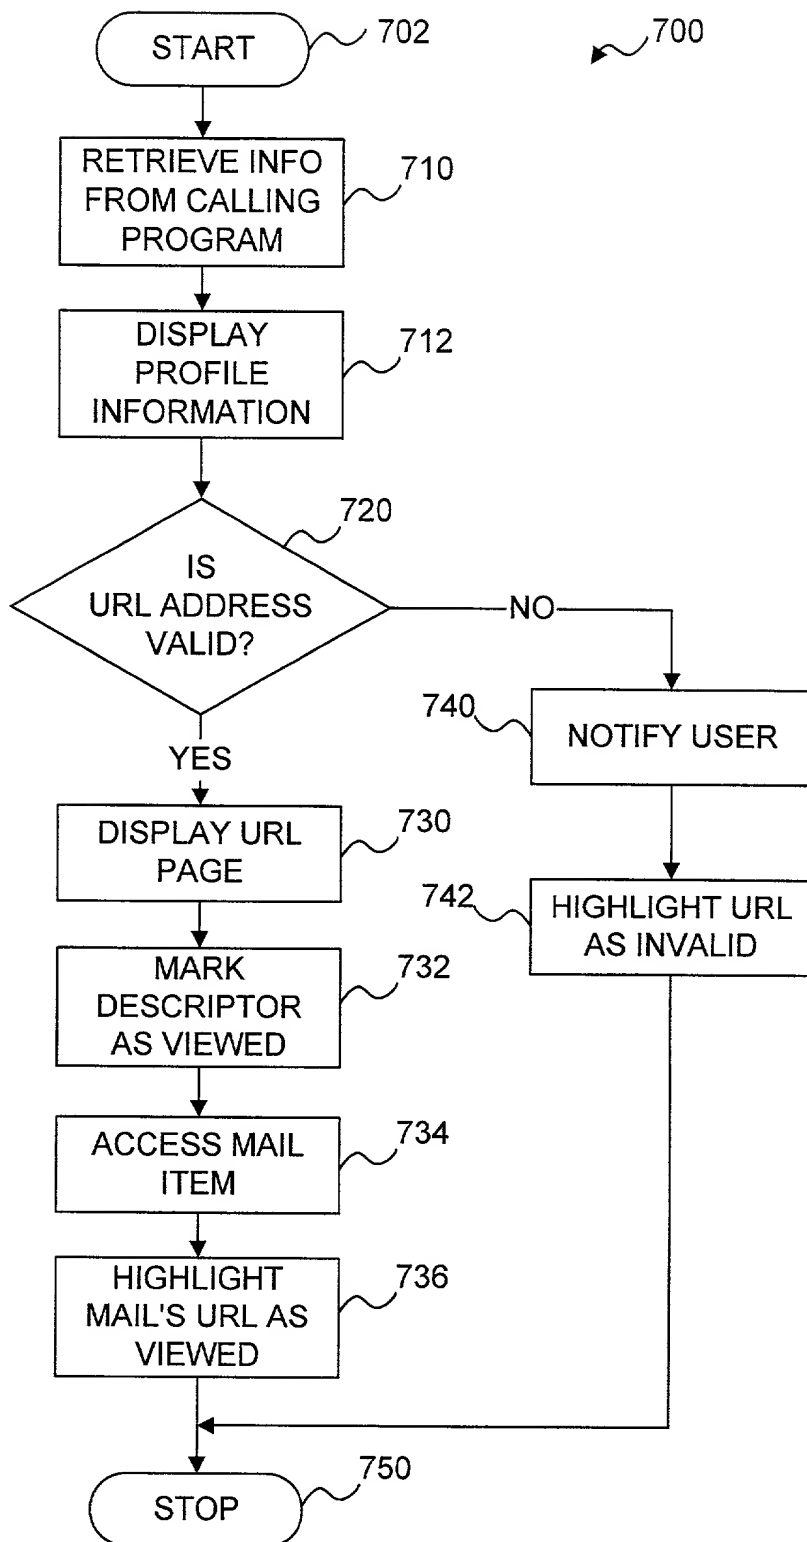 START
702
700
RETRIEVE INFO
FROM CALLING
PROGRAM
710
DISPLAY
PROFILE
INFORMATION
712
720
IS
URL ADDRESS
VALID?
NO
YES
740
NOTIFY USER
DISPLAY URL
PAGE
730
742
HIGHLIGHT URL
AS INVALID
MARK
DESCRIPTOR
AS VIEWED
732
ACCESS MAIL
ITEM
734
HIGHLIGHT
MAIL'S URL AS
VIEWED
736
STOP
750